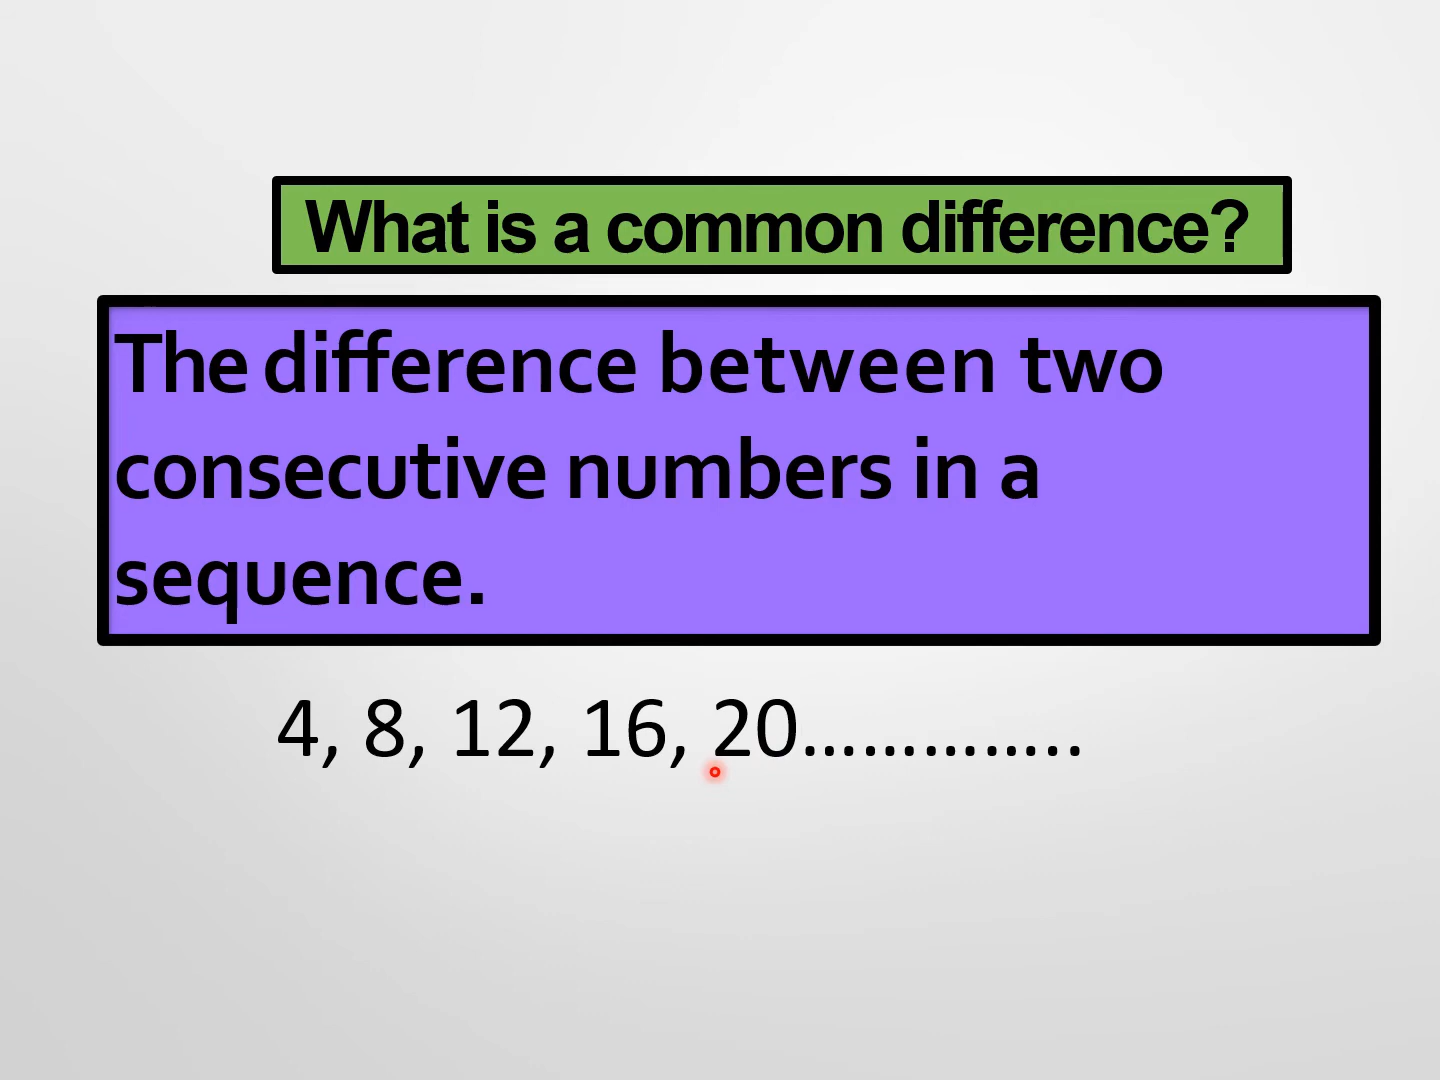 What is a common difference?
The difference between two
consecutive numbers in a
sequence.
4, 8, 12, 16, 20..............